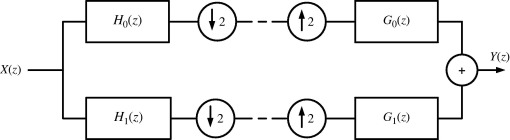 H₀(z) ↓2 ↑2 G₀(z)
X(z) + Y(z)
H₁(z) ↓2 ↑2 G₁(z)